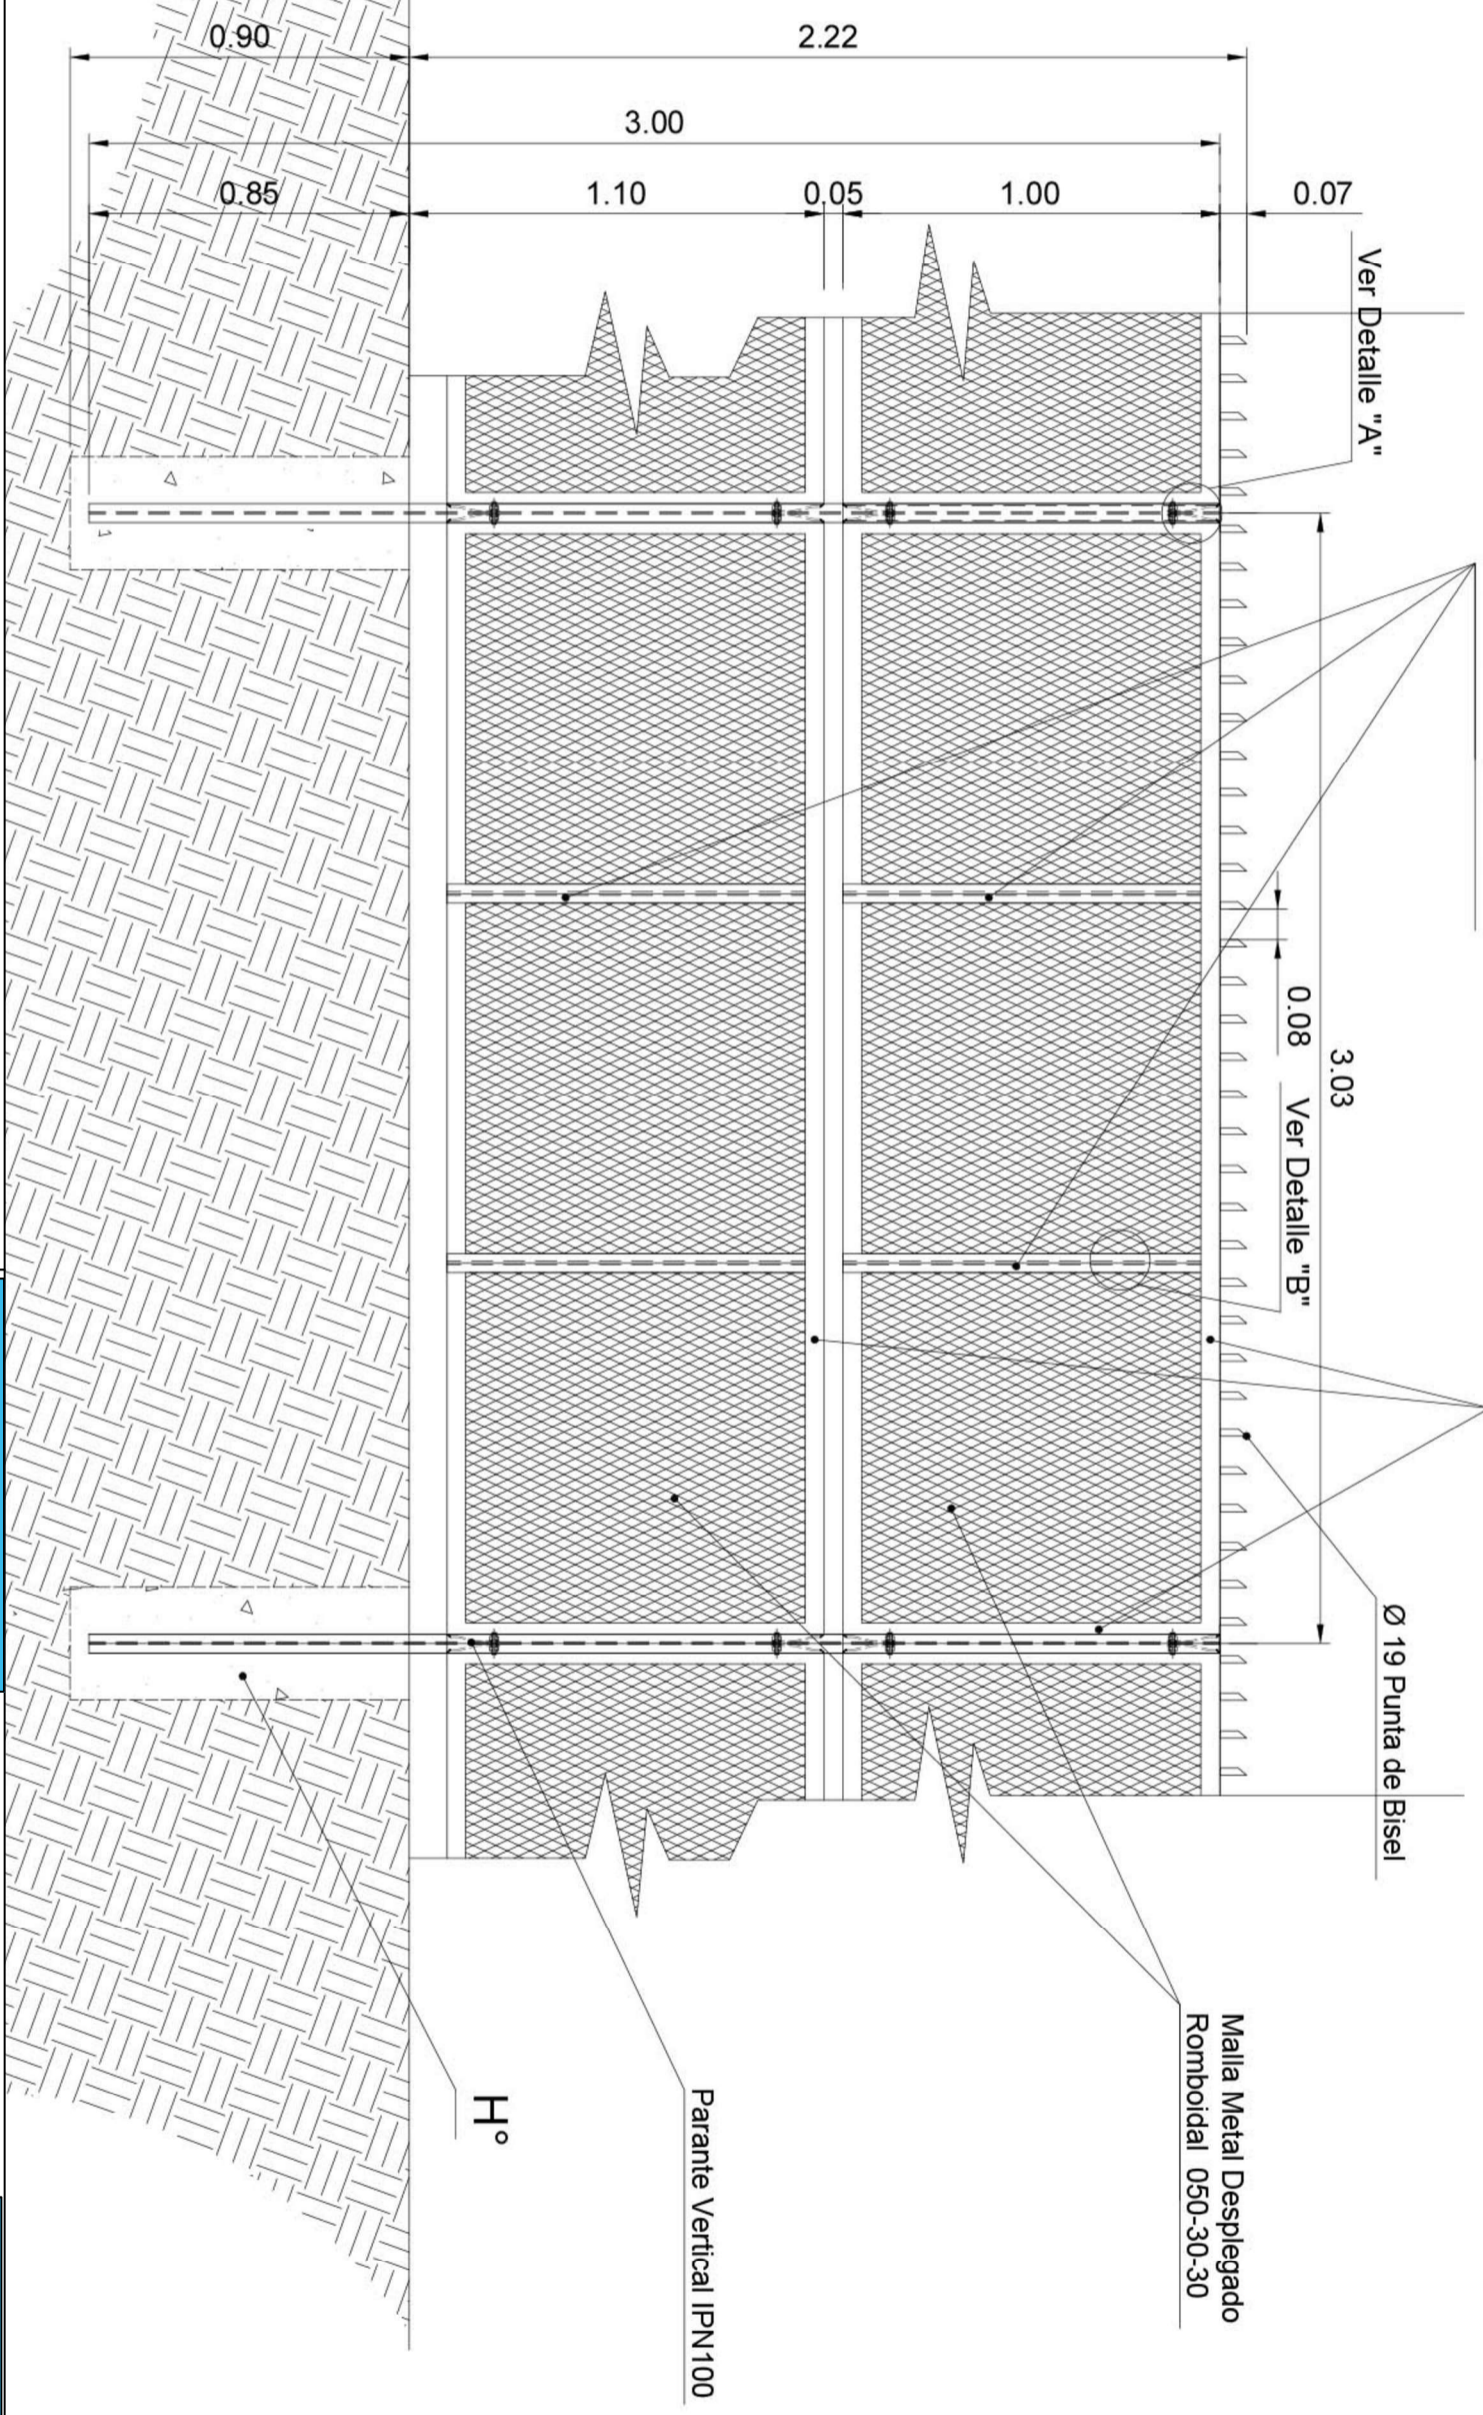 0.90
2.22
3.00
0.85
1.10
0.05
1.00
0.07
Ver Detalle "A"
3.03
0.08
Ver Detalle "B"
Ø 19 Punta de Bisel
Malla Metal Desplegado
Romboidal 050-30-30
Parante Vertical IPN100
H°